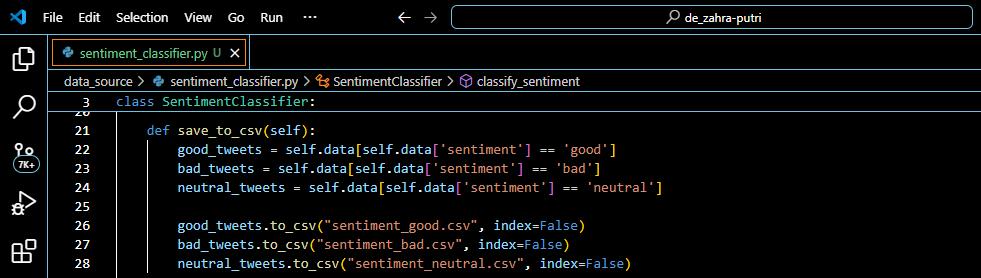 File Edit Selection View Go Run ··· ← → de_zahra-putri
sentiment_classifier.py U ×
data_source > sentiment_classifier.py > SentimentClassifier > classify_sentiment
3 class SentimentClassifier:
20
21 def save_to_csv(self):
22 good_tweets = self.data[self.data['sentiment'] == 'good']
23 bad_tweets = self.data[self.data['sentiment'] == 'bad']
24 neutral_tweets = self.data[self.data['sentiment'] == 'neutral']
25
26 good_tweets.to_csv("sentiment_good.csv", index=False)
27 bad_tweets.to_csv("sentiment_bad.csv", index=False)
28 neutral_tweets.to_csv("sentiment_neutral.csv", index=False)
7K+